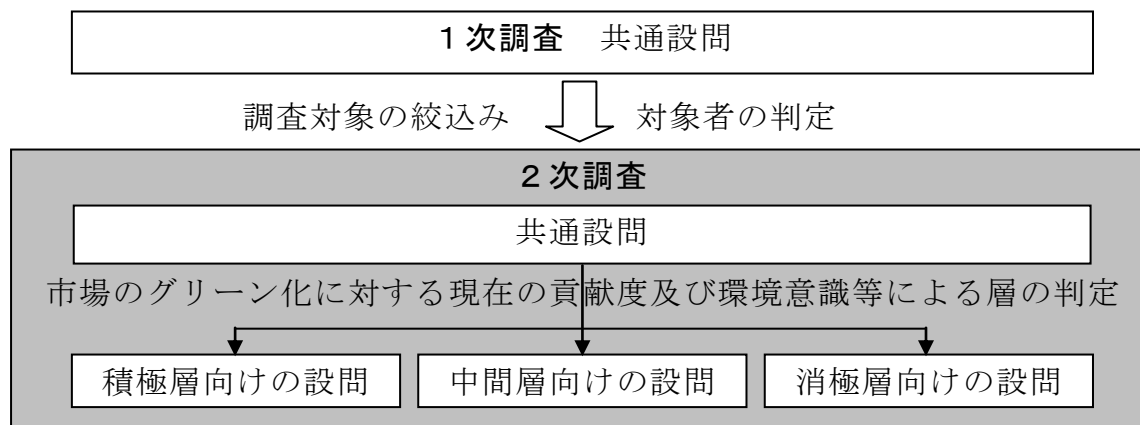 1次調査　共通設問
調査対象の絞込み　対象者の判定
2次調査
共通設問
市場のグリーン化に対する現在の貢献度及び環境意識等による層の判定
積極層向けの設問　中間層向けの設問　消極層向けの設問